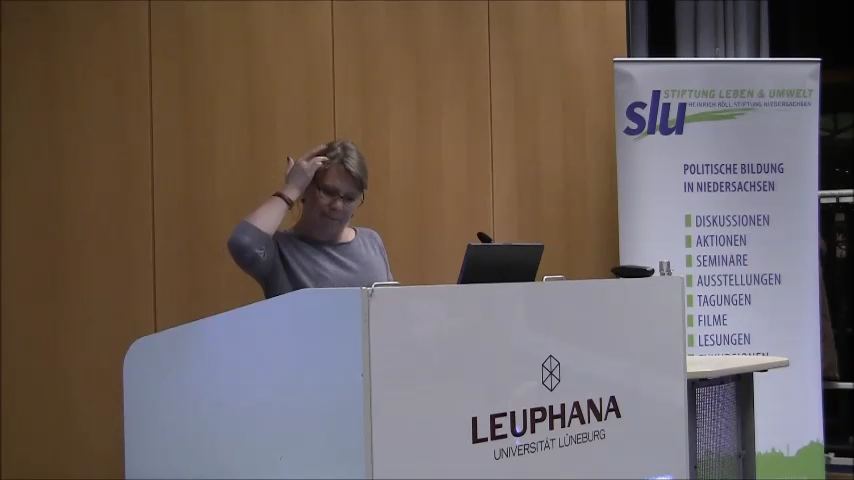 STIFTUNG LEBEN & UMWELT
HEINRICH BÖLL STIFTUNG NIEDERSACHSEN
slu
POLITISCHE BILDUNG
IN NIEDERSACHSEN
DISKUSSIONEN
AKTIONEN
SEMINARE
AUSSTELLUNGEN
TAGUNGEN
FILME
LESUNGEN
LEUPHANA
UNIVERSITÄT LÜNEBURG